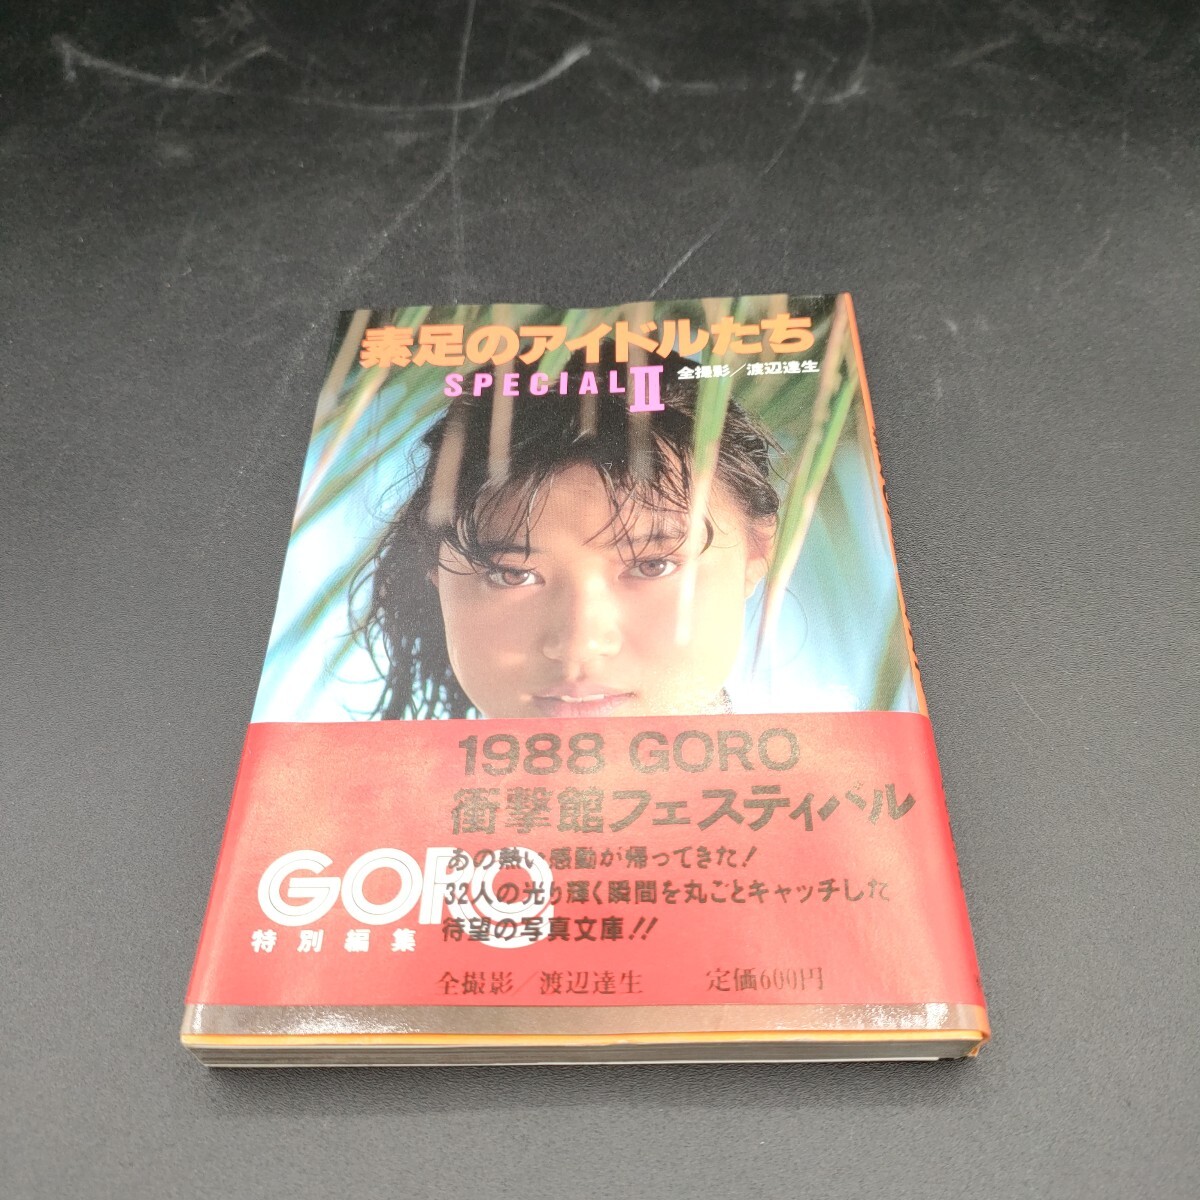 素足のアイドルたち
SPECIAL II
全撮影／渡辺達生
1988 GORO
衝撃館フェスティバル
あの熱い感動が帰ってきた!
32人の光り輝く瞬間を丸ごとキャッチした
待望の写真文庫!!
GORO
特別編集
全撮影／渡辺達生 定価600円